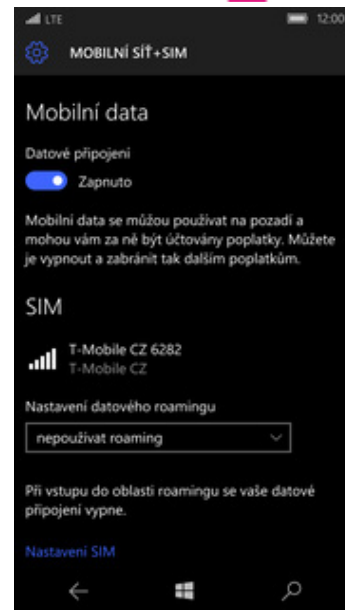 LTE 12:00
MOBILNÍ SÍŤ+SIM
Mobilní data
Datové připojení
Zapnuto
Mobilní data se můžou používat na pozadí a
mohou vám za ně být účtovány poplatky. Můžete
je vypnout a zabránit tak dalším poplatkům.
SIM
T-Mobile CZ 6282
T-Mobile CZ
Nastavení datového roamingu
nepoužívat roaming
Při vstupu do oblasti roamingu se vaše datové
připojení vypne.
Nastavení SIM